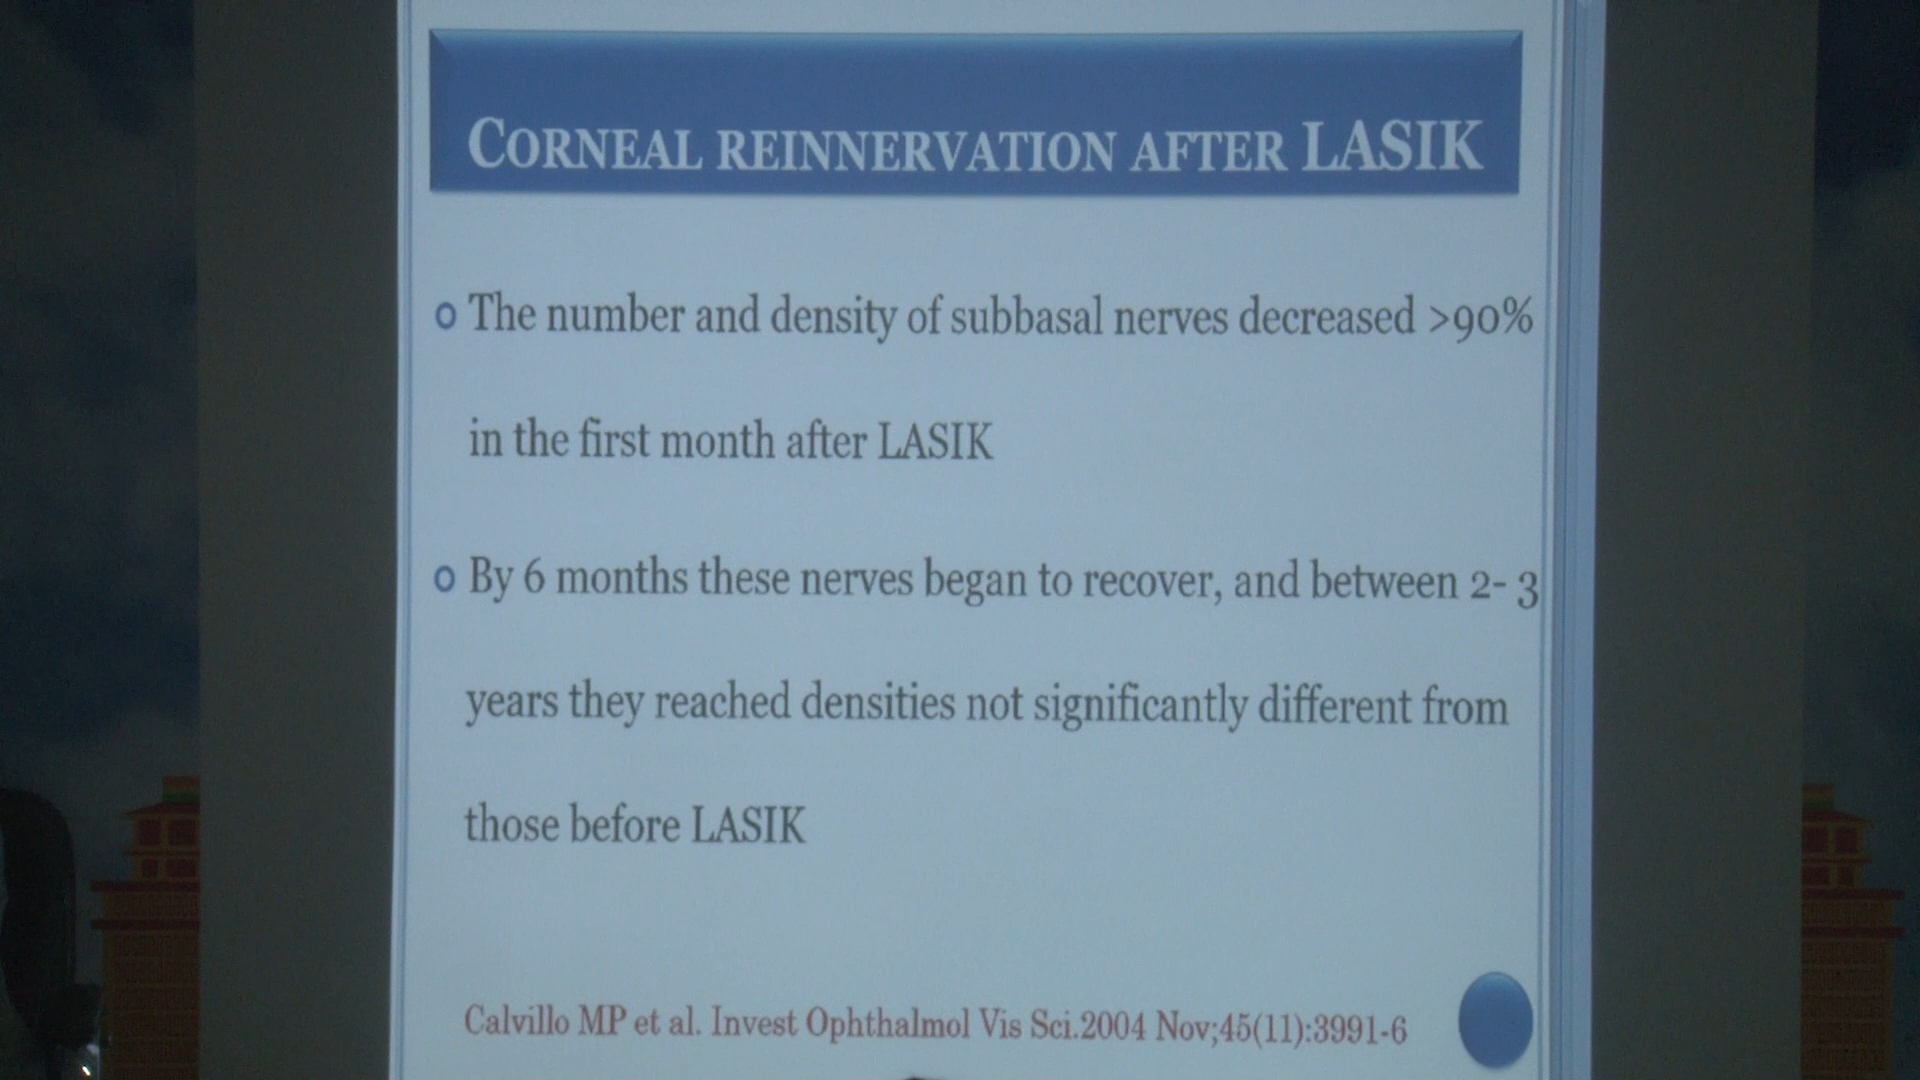 CORNEAL REINNERVATION AFTER LASIK
The number and density of subbasal nerves decreased >90%
in the first month after LASIK
By 6 months these nerves began to recover, and between 2- 3
years they reached densities not significantly different from
those before LASIK
Calvillo MP et al. Invest Ophthalmol Vis Sci.2004 Nov;45(11):3991-6